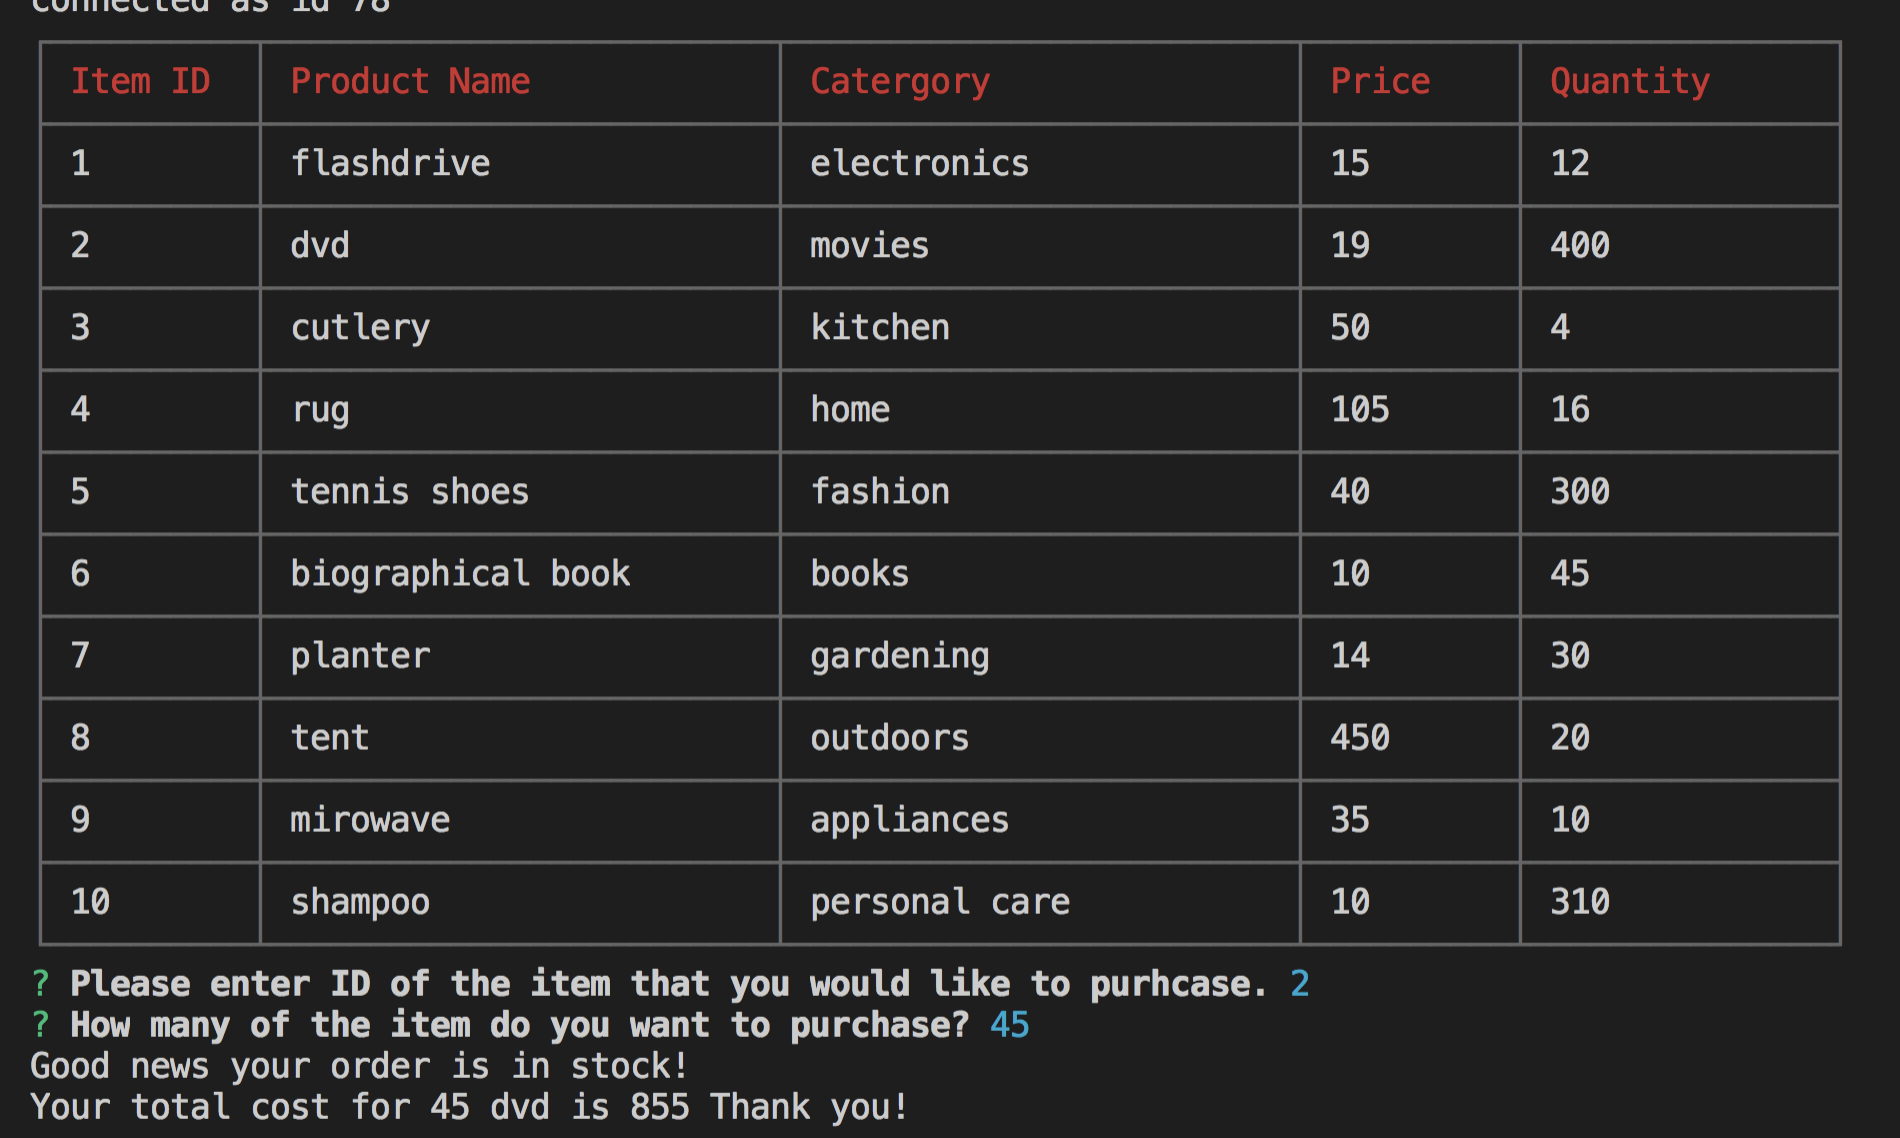 connected as id 78
Item ID Product Name Catergory Price Quantity
1 flashdrive electronics 15 12
2 dvd movies 19 400
3 cutlery kitchen 50 4
4 rug home 105 16
5 tennis shoes fashion 40 300
6 biographical book books 10 45
7 planter gardening 14 30
8 tent outdoors 450 20
9 mirowave appliances 35 10
10 shampoo personal care 10 310
? Please enter ID of the item that you would like to purhcase. 2
? How many of the item do you want to purchase? 45
Good news your order is in stock!
Your total cost for 45 dvd is 855 Thank you!